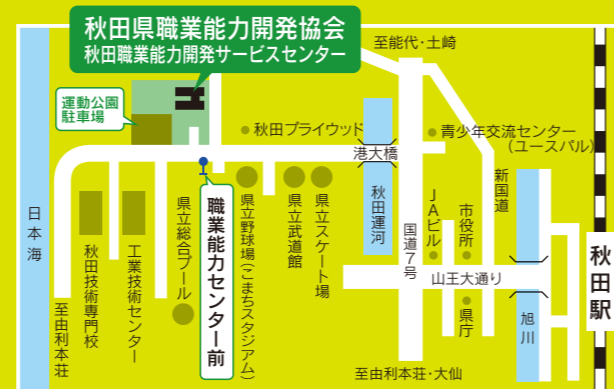 秋田県職業能力開発協会
秋田職業能力開発サービスセンター
至能代・土崎
運動公園
駐車場
秋田プライウッド
港大橋
青少年交流センター
(ユースパル)
日本海
秋田技術専門校
工業技術センター
県立総合プール
職業能力センター前
県立野球場(こまちスタジアム)
県立武道館
県立スケート場
秋田運河
国道7号
JAビル
市役所
新国道
山王大通り
県庁
旭川
秋田駅
至由利本荘
至由利本荘・大仙